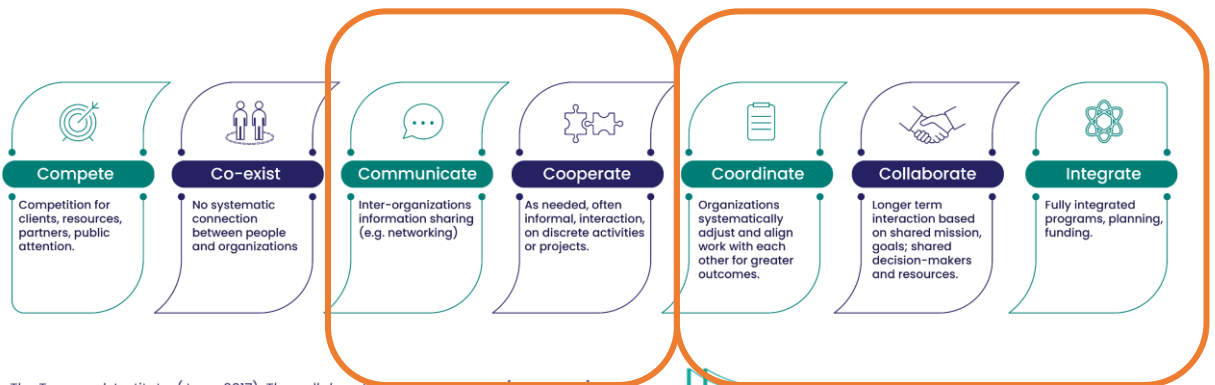 Compete
Co-exist
Communicate
Cooperate
Coordinate
Collaborate
Integrate
Competition for
clients, resources,
partners, public
attention.
No systematic
connection
between people
and organizations
Inter-organizations
information sharing
(e.g. networking)
As needed, often
informal, interaction,
on discrete activities
or projects.
Organizations
systematically
adjust and align
work with each
other for greater
outcomes.
Longer term
interaction based
on shared mission,
goals; shared
decision-makers
and resources.
Fully integrated
programs, planning,
funding.